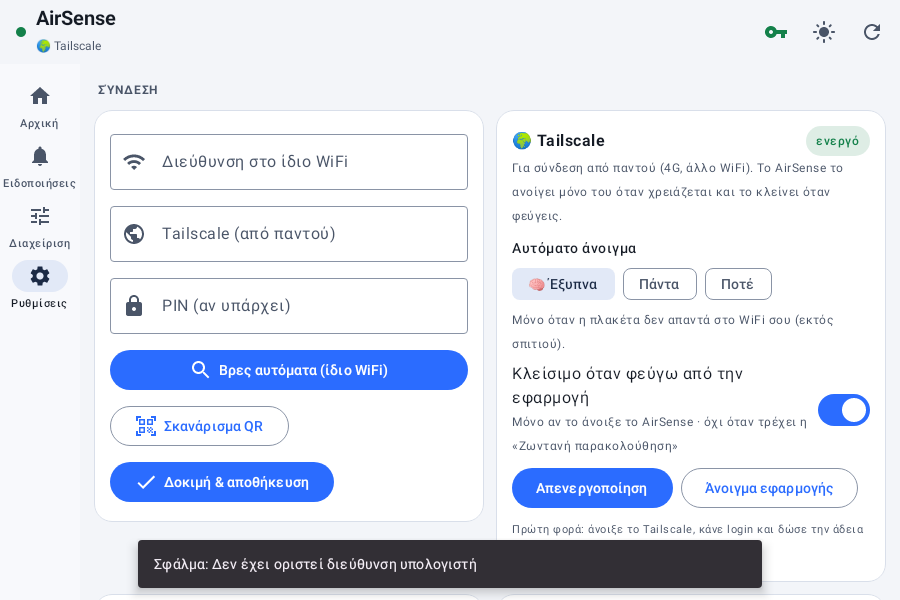 AirSense
🌍 Tailscale
Αρχική
Ειδοποιήσεις
Διαχείριση
Ρυθμίσεις
ΣΎΝΔΕΣΗ
Διεύθυνση στο ίδιο WiFi
Tailscale (από παντού)
PIN (αν υπάρχει)
Βρες αυτόματα (ίδιο WiFi)
Σκανάρισμα QR
Δοκιμή & αποθήκευση
🌍 Tailscale
ενεργό
Για σύνδεση από παντού (4G, άλλο WiFi). Το AirSense το
ανοίγει μόνο του όταν χρειάζεται και το κλείνει όταν
φεύγεις.
Αυτόματο άνοιγμα
🧠 Έξυπνα
Πάντα
Ποτέ
Μόνο όταν η πλακέτα δεν απαντά στο WiFi σου (εκτός
σπιτιού).
Κλείσιμο όταν φεύγω από την
εφαρμογή
Μόνο αν το άνοιξε το AirSense · όχι όταν τρέχει η
«Ζωντανή παρακολούθηση»
Απενεργοποίηση
Άνοιγμα εφαρμογής
Πρώτη φορά: άνοιξε το Tailscale, κάνε login και δώσε την άδεια
Σφάλμα: Δεν έχει οριστεί διεύθυνση υπολογιστή